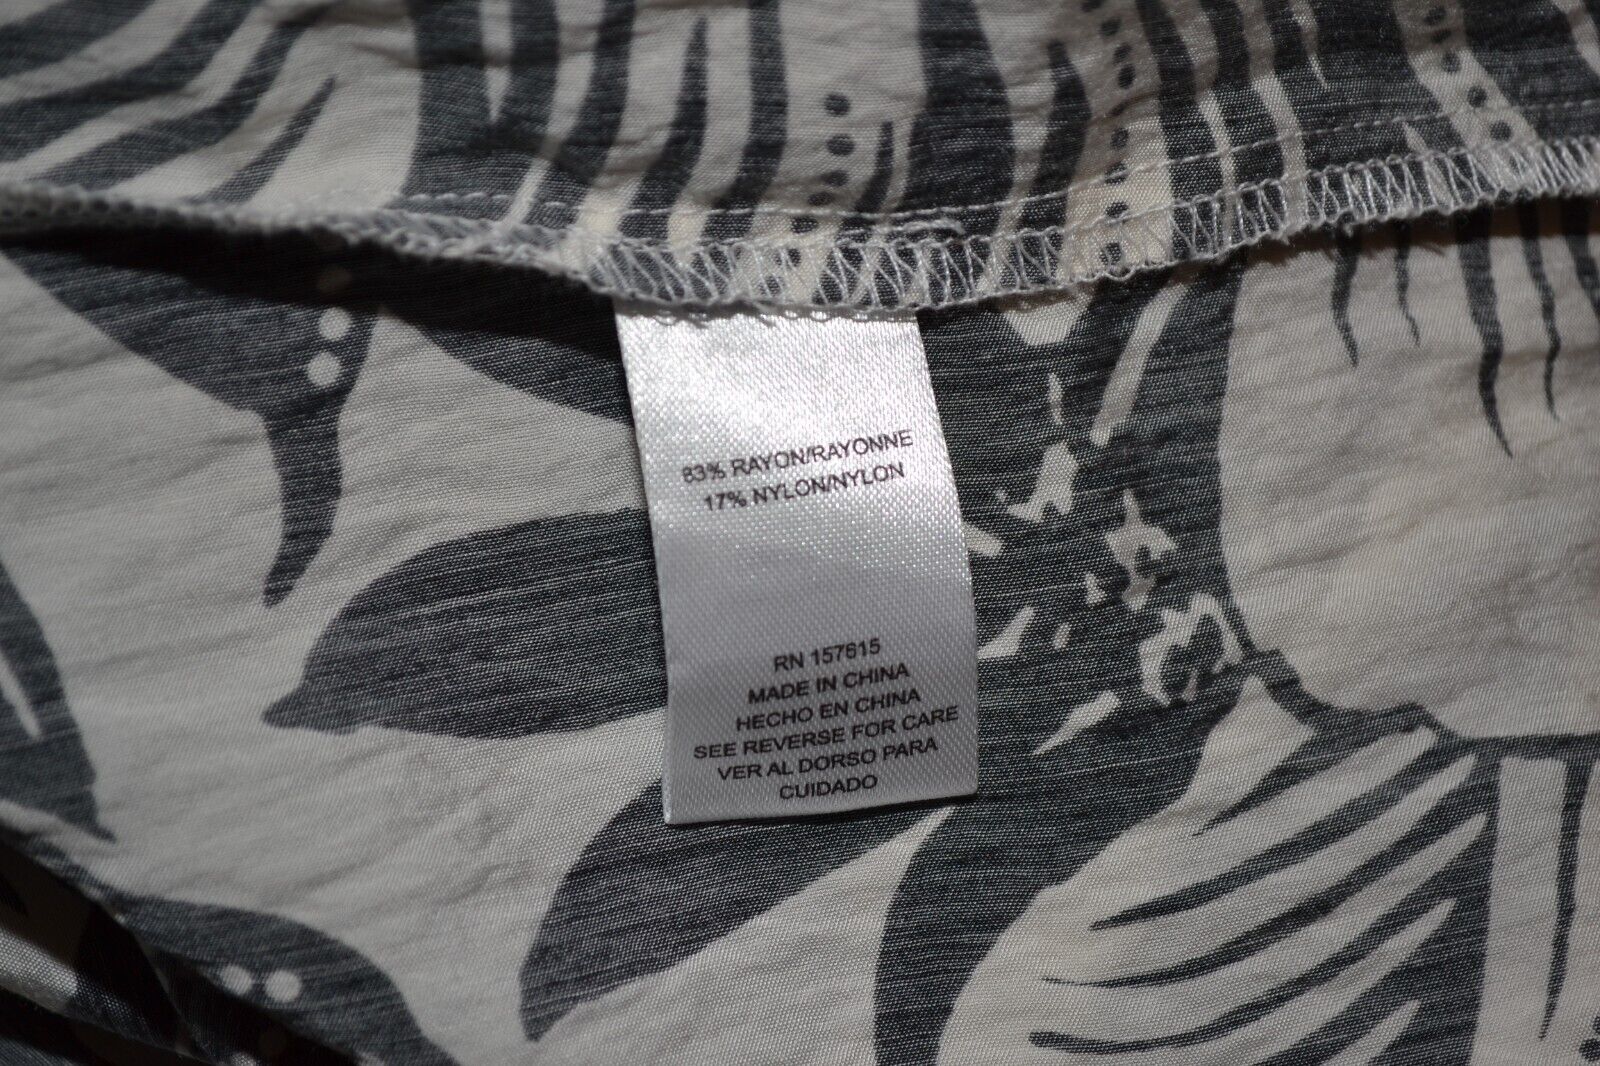 83% RAYON/RAYONNE
17% NYLON/NYLON
RN 157615
MADE IN CHINA
HECHO EN CHINA
SEE REVERSE FOR CARE
VER AL DORSO PARA
CUIDADO